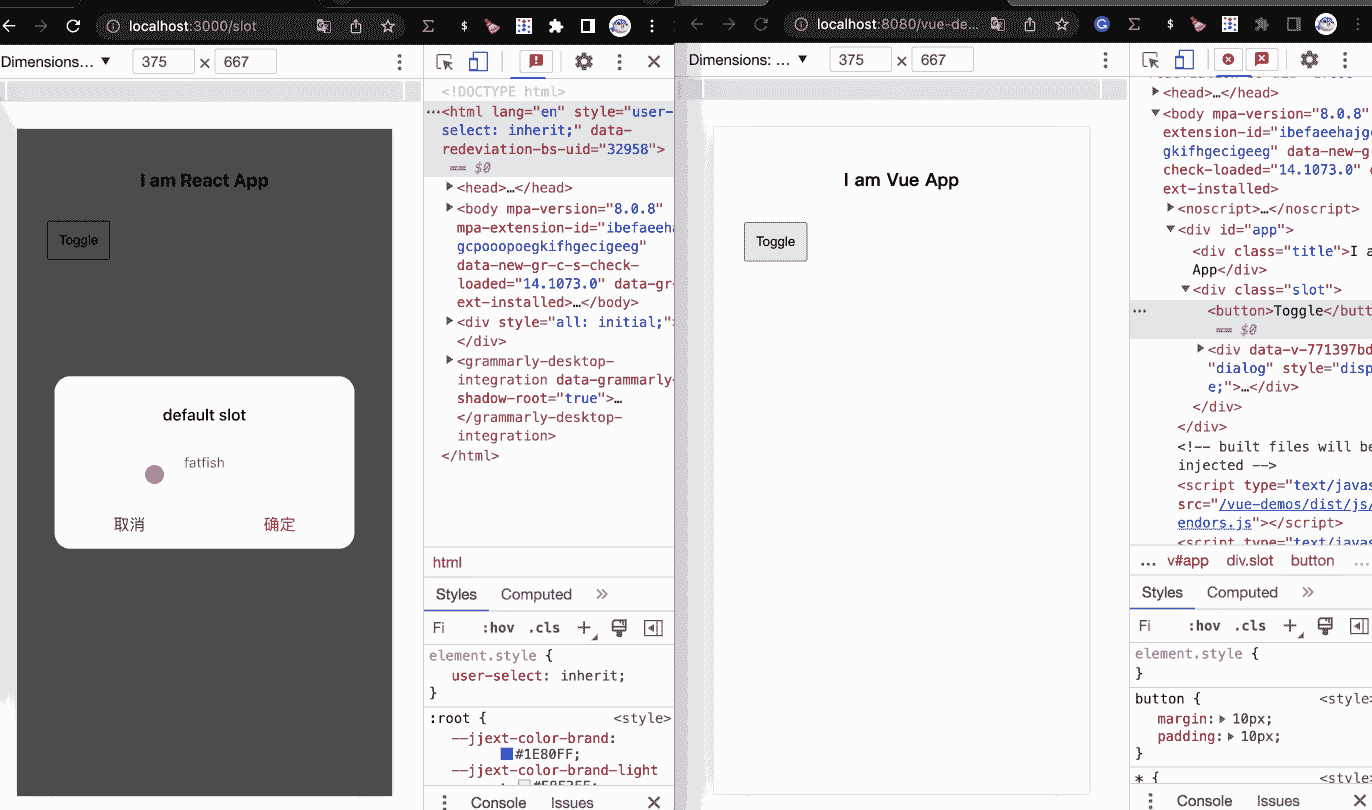 localhost:3000/slot
Dimensions... ▼ 375 × 667
I am React App
Toggle
default slot
fatfish
取消 确定
<!DOCTYPE html>
<html lang="en" style="user-
select: inherit;" data-
redeviation-bs-uid="32958">
== $0
<head>…</head>
<body mpa-version="8.0.8"
mpa-extension-id="ibefaeeha
gcpooopoegkifhgecigeeg"
data-new-gr-c-s-check-
loaded="14.1073.0" data-gr
ext-installed>…</body>
<div style="all: initial;">
</div>
<grammarly-desktop-
integration data-grammarly-
shadow-root="true">…
</grammarly-desktop-
integration>
</html>
html
Styles Computed »
Fi :hov .cls +
element.style {
user-select: inherit;
}
:root { <style>
--jjext-color-brand:
#1E80FF;
--jjext-color-brand-light
Console Issues
localhost:8080/vue-de...
Dimensions: ... ▼ 375 × 667
I am Vue App
Toggle
<head>…</head>
<body mpa-version="8.0.8"
extension-id="ibefaeehajgc
gkifhgecigeeg" data-new-g
check-loaded="14.1073.0" d
ext-installed>
<noscript>…</noscript>
<div id="app">
<div class="title">I a
App</div>
<div class="slot">
<button>Toggle</butt
== $0
<div data-v-771397bd
"dialog" style="disp
e;">…</div>
</div>
</div>
<!-- built files will be
injected -->
<script type="text/javas
src="/vue-demos/dist/js/
endors.js"></script>
<script type="text/javas
... v#app div.slot button ...
Styles Computed »
Fi :hov .cls +
element.style {
}
button { <style>
margin: 10px;
padding: 10px;
}
* { <style>
Console Issues